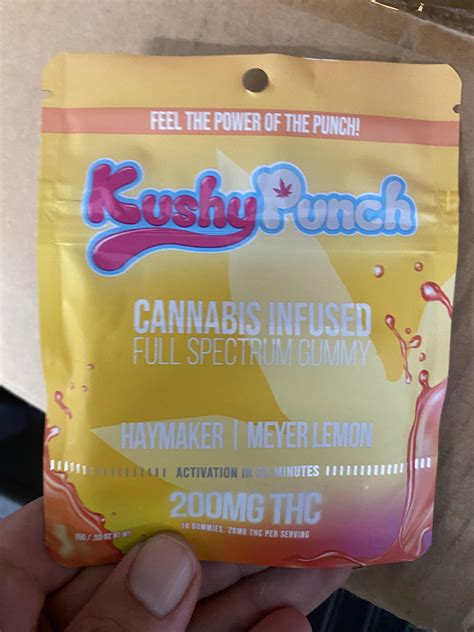 FEEL THE POWER OF THE PUNCH!
Kushy Punch
CANNABIS INFUSED
FULL SPECTRUM GUMMY
HAYMAKER | MEYER LEMON
ACTIVATION IN MINUTES
200MG THC
10 GUMMIES, 20MG THC PER SERVING